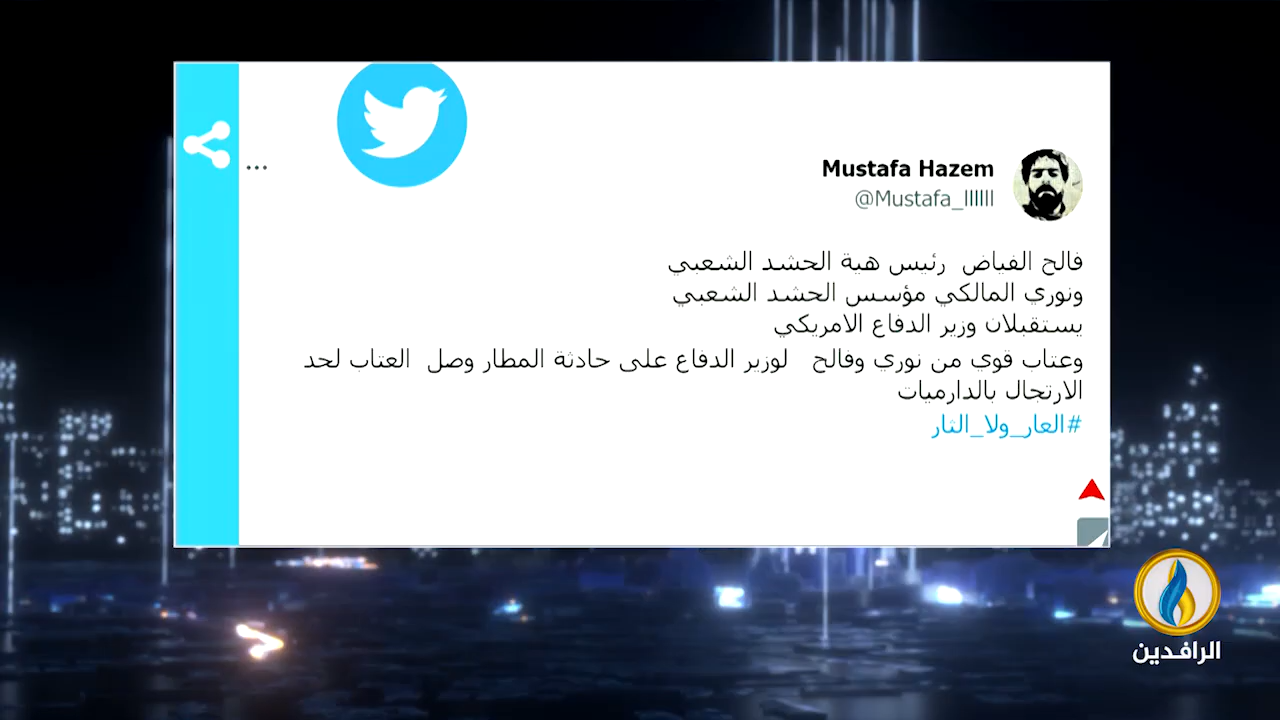 Mustafa Hazem
@Mustafa_llllll
...
فالح الفياض رئيس هية الحشد الشعبي
ونوري المالكي مؤسس الحشد الشعبي
يستقبلان وزير الدفاع الامريكي
وعتاب قوي من نوري وفالح لوزير الدفاع على حادثة المطار وصل العتاب لحد
الارتجال بالدارميات
#العار_ولا_الثار
الرافدين